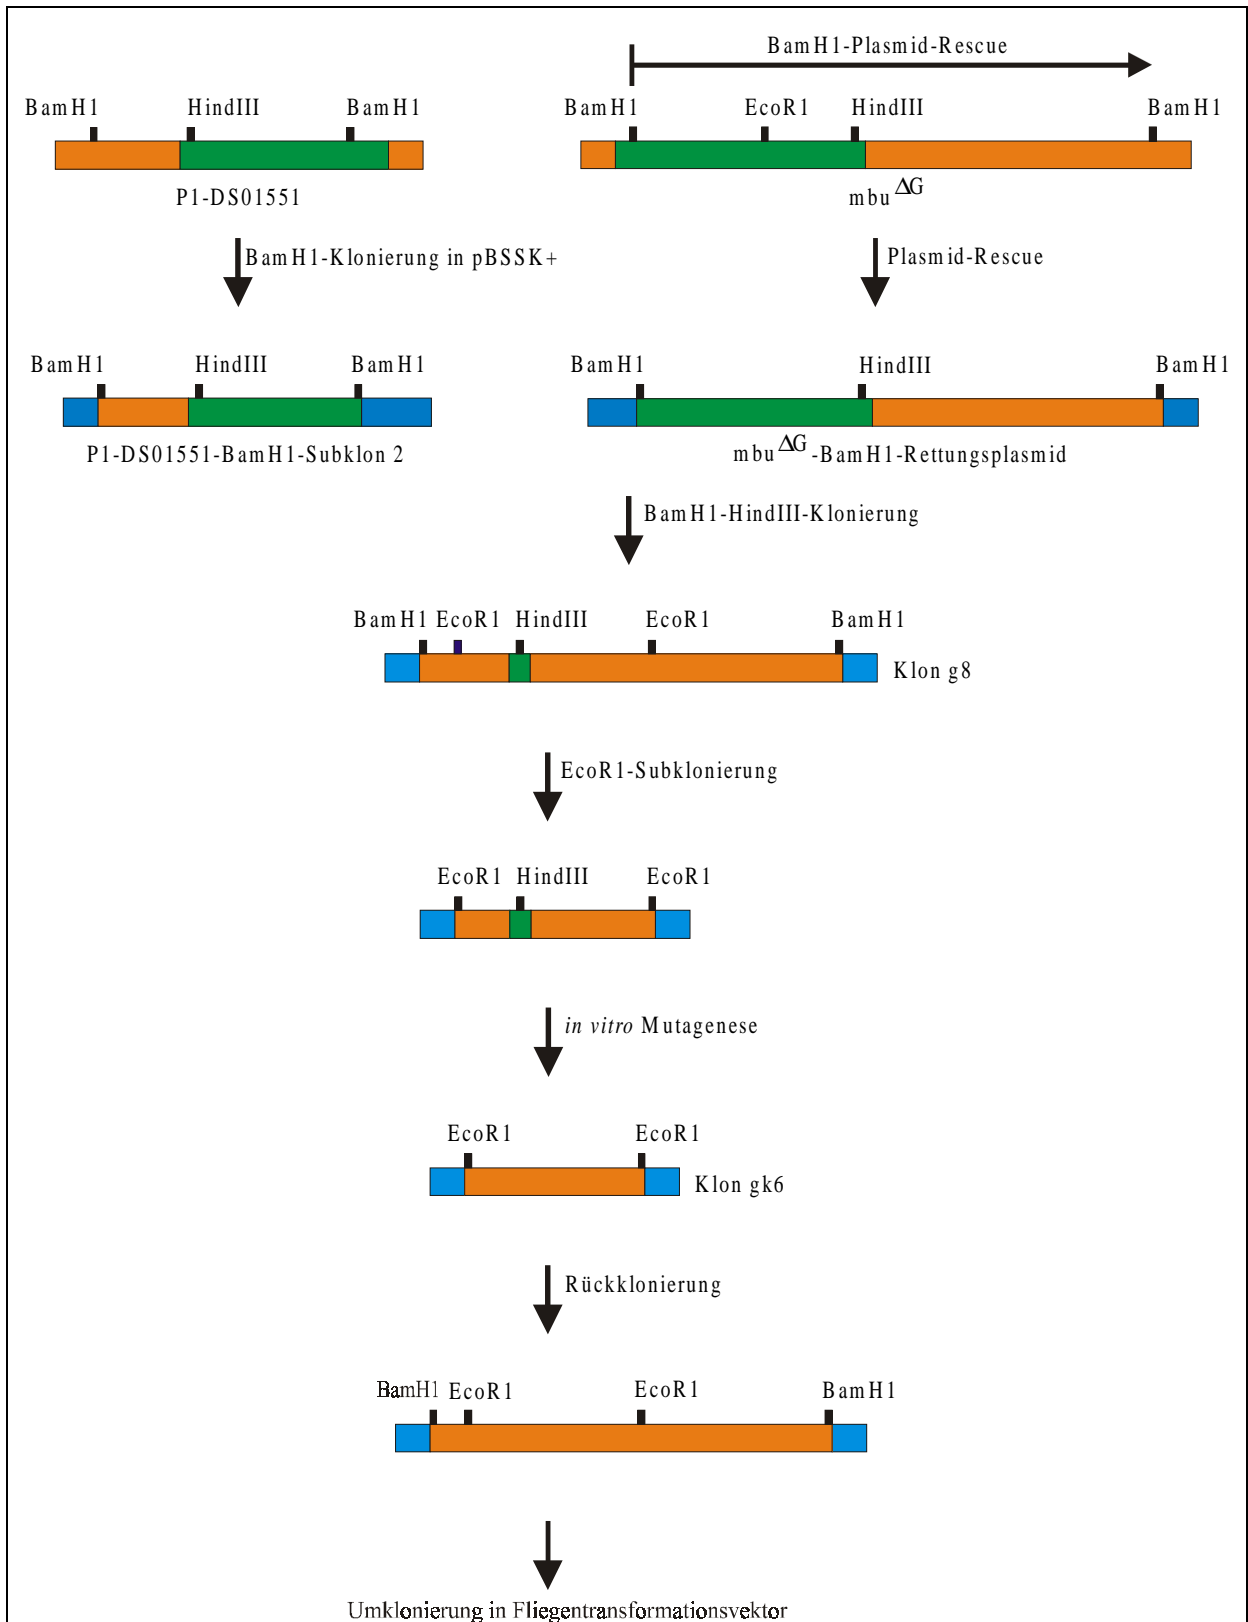 BamH1-Plasmid-Rescue
BamH1 HindIII BamH1
BamH1 EcoR1 HindIII BamH1
P1-DS01551
mbu ΔG
BamH1-Klonierung in pBSSK+
Plasmid-Rescue
BamH1 HindIII BamH1
BamH1 HindIII BamH1
P1-DS01551-BamH1-Subklon 2
mbu ΔG -BamH1-Rettungsplasmid
BamH1-HindIII-Klonierung
BamH1 EcoR1 HindIII EcoR1 BamH1
Klon g8
EcoR1-Subklonierung
EcoR1 HindIII EcoR1
in vitro Mutagenese
EcoR1 EcoR1
Klon gk6
Rückklonierung
BamH1 EcoR1 EcoR1 BamH1
Umklonierung in Fliegentransformationsvektor